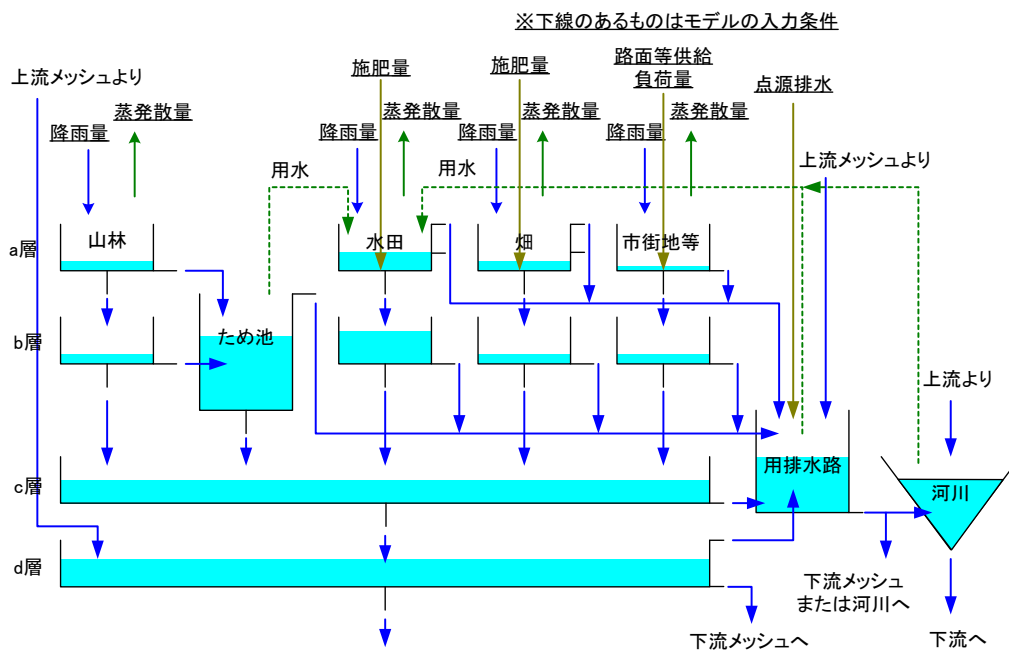 ※下線のあるものはモデルの入力条件
上流メッシュより
施肥量
施肥量
路面等供給
負荷量
点源排水
降雨量
蒸発散量
降雨量
蒸発散量
降雨量
蒸発散量
降雨量
蒸発散量
上流メッシュより
用水
用水
a層
山林
水田
畑
市街地等
b層
ため池
上流より
c層
用排水路
河川
d層
下流メッシュ
または河川へ
下流メッシュへ
下流へ